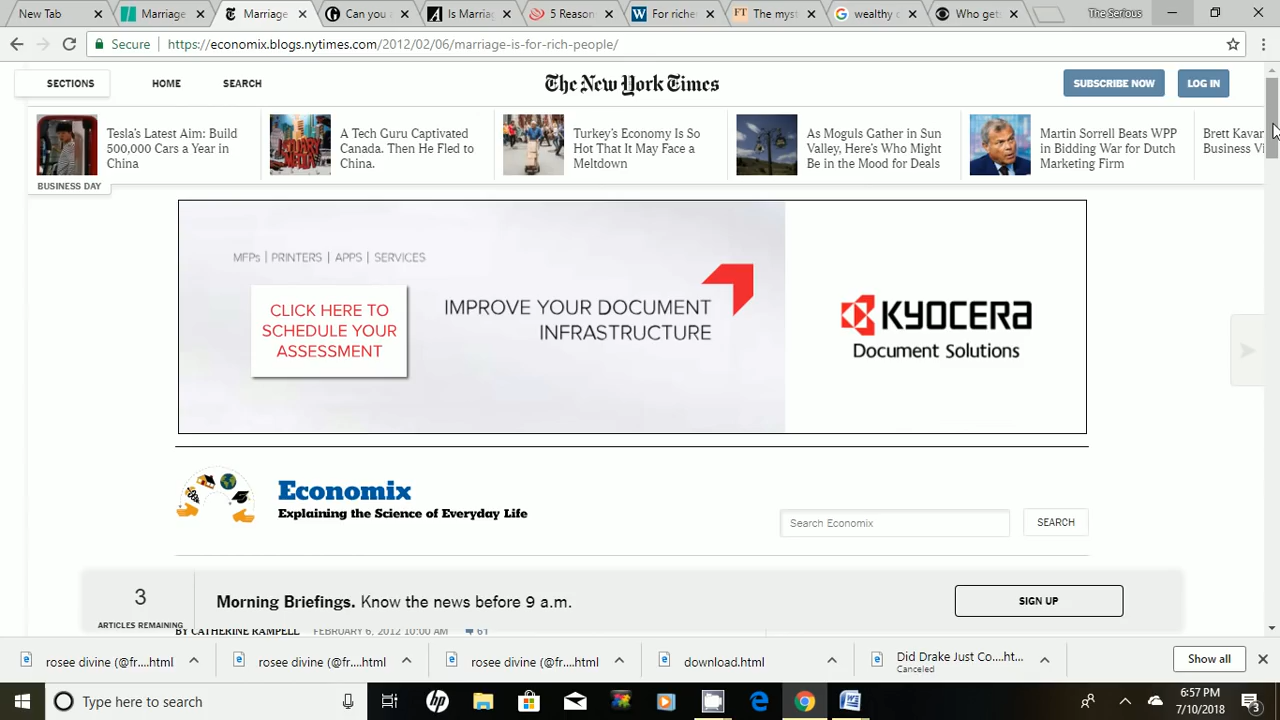 New Tab
Marriage
Marriage
Can you
Is Marri
5 Reason
For riche
The myst
wealthy c
Who get
The Serious
Secure
https://economix.blogs.nytimes.com/2012/02/06/marriage-is-for-rich-people/
SECTIONS
HOME
SEARCH
The New York Times
SUBSCRIBE NOW
LOG IN
Tesla's Latest Aim: Build
500,000 Cars a Year in
China
A Tech Guru Captivated
Canada. Then He Fled to
China.
Turkey's Economy Is So
Hot That It May Face a
Meltdown
As Moguls Gather in Sun
Valley, Here's Who Might
Be in the Mood for Deals
Martin Sorrell Beats WPP
in Bidding War for Dutch
Marketing Firm
Brett Kavar
Business Vi
BUSINESS DAY
MFPs | PRINTERS | APPS | SERVICES
CLICK HERE TO
SCHEDULE YOUR
ASSESSMENT
IMPROVE YOUR DOCUMENT
INFRASTRUCTURE
KYOCERA
Document Solutions
Economix
Explaining the Science of Everyday Life
Search Economix
SEARCH
3
ARTICLES REMAINING
Morning Briefings. Know the news before 9 a.m.
SIGN UP
BY CATHERINE RAMPELL FEBRUARY 6, 2012 10:00 AM 61
rosee divine (@fr....html
rosee divine (@fr....html
rosee divine (@fr....html
download.html
Did Drake Just Co....ht...
Canceled
Show all
Type here to search
6:57 PM
7/10/2018
3